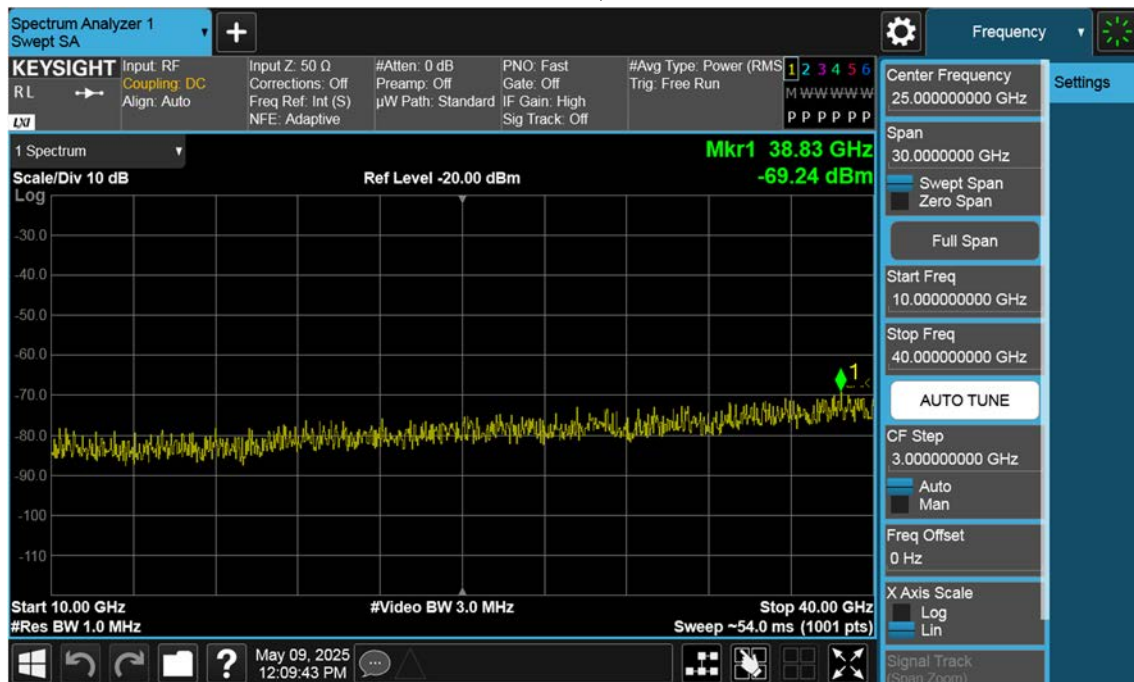 Spectrum Analyzer 1
Swept SA
+
Frequency
KEYSIGHT
RL
LXI
Input: RF
Coupling: DC
Align: Auto
Input Z: 50 Ω
Corrections: Off
Freq Ref: Int (S)
NFE: Adaptive
#Atten: 0 dB
Preamp: Off
µW Path: Standard
PNO: Fast
Gate: Off
IF Gain: High
Sig Track: Off
#Avg Type: Power (RMS
Trig: Free Run
1 2 3 4 5 6
M W W W W W
P P P P P P
1 Spectrum
Scale/Div 10 dB
Ref Level -20.00 dBm
Mkr1 38.83 GHz
-69.24 dBm
Log
-30.0
-40.0
-50.0
-60.0
1
-70.0
-80.0
-90.0
-100
-110
Start 10.00 GHz
#Video BW 3.0 MHz
Stop 40.00 GHz
#Res BW 1.0 MHz
Sweep ~54.0 ms (1001 pts)
?
May 09, 2025
12:09:43 PM
Center Frequency
25.000000000 GHz
Span
30.0000000 GHz
Swept Span
Zero Span
Full Span
Start Freq
10.000000000 GHz
Stop Freq
40.000000000 GHz
AUTO TUNE
CF Step
3.000000000 GHz
Auto
Man
Freq Offset
0 Hz
X Axis Scale
Log
Lin
Signal Track
(Span Zoom)
Settings